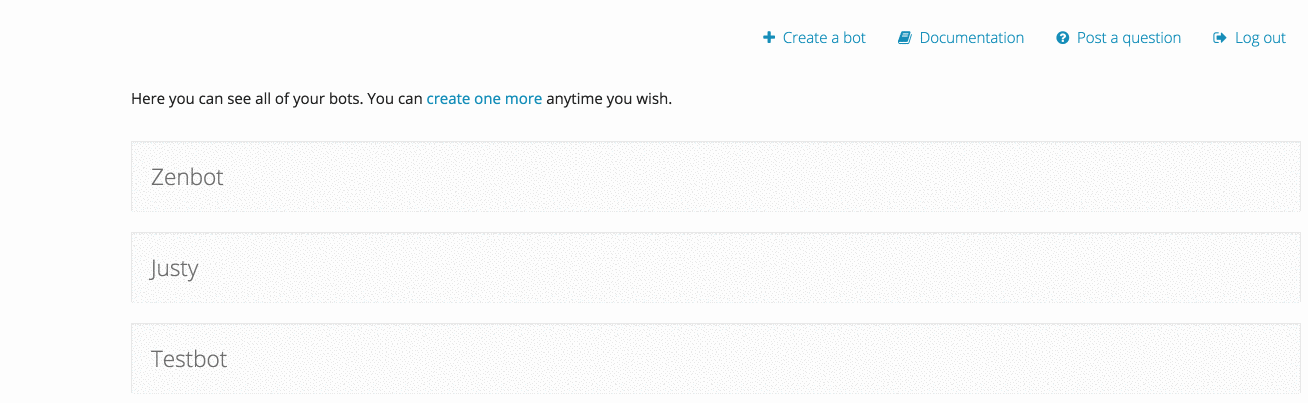 Create a bot Documentation Post a question Log out
Here you can see all of your bots. You can create one more anytime you wish.
Zenbot
Justy
Testbot